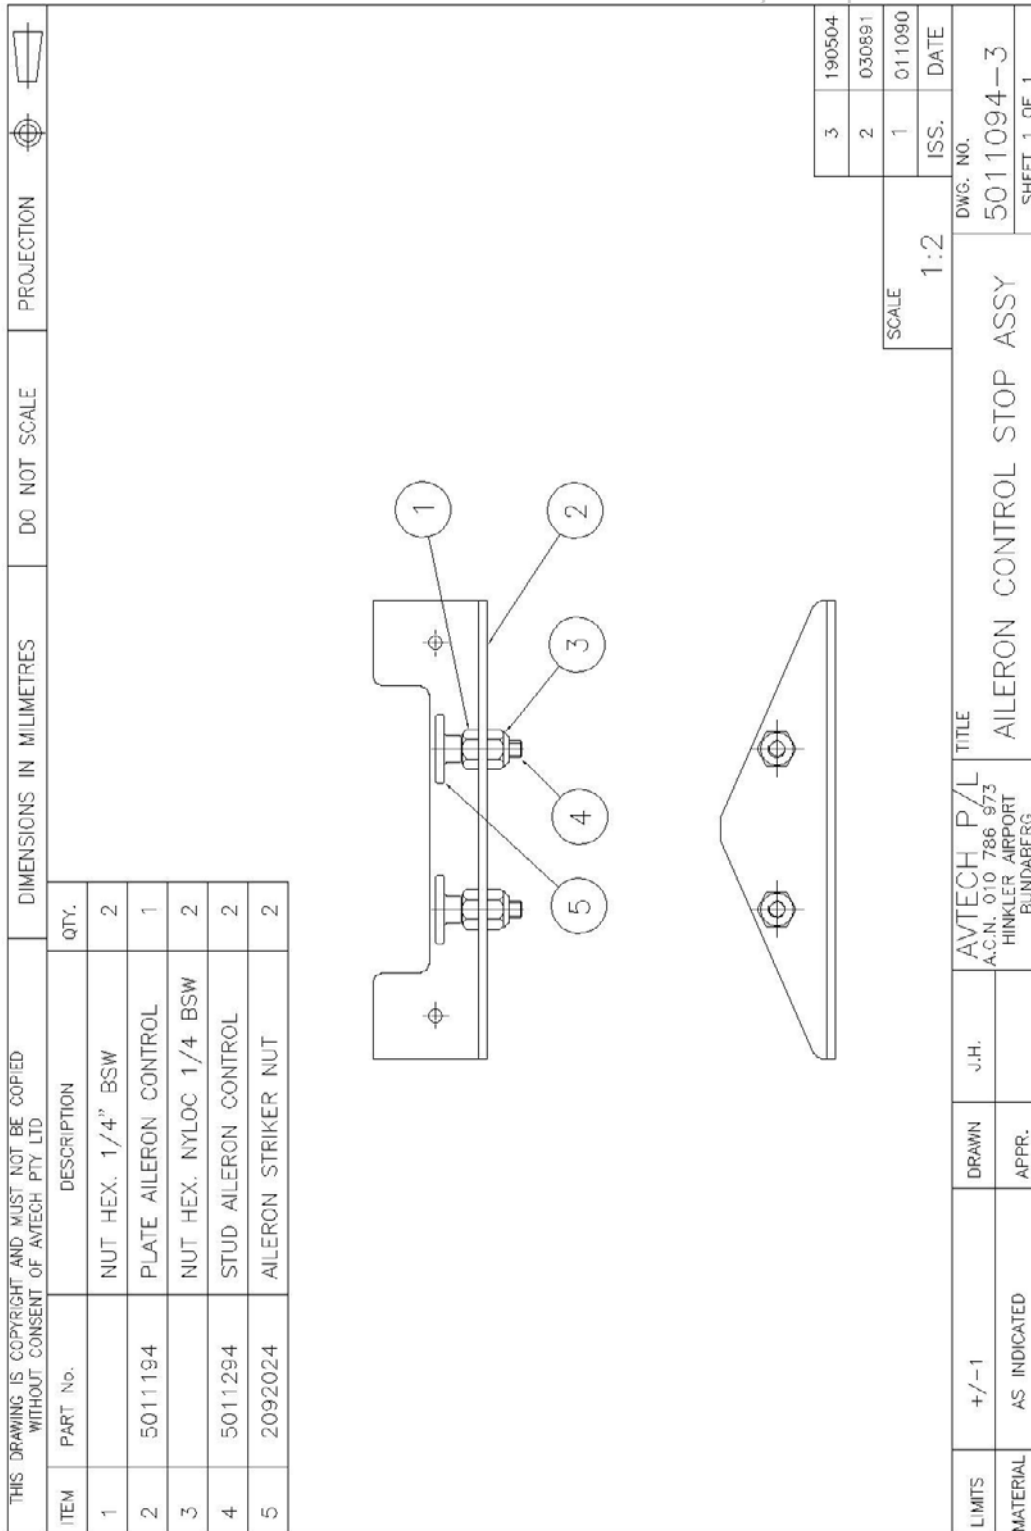 THIS DRAWING IS COPYRIGHT AND MUST NOT BE COPIED
WITHOUT CONSENT OF AVTECH PTY LTD
DIMENSIONS IN MILIMETRES
DO NOT SCALE
PROJECTION
ITEM PART No. DESCRIPTION QTY.
1 NUT HEX. 1/4" BSW 2
2 5011194 PLATE AILERON CONTROL 1
3 NUT HEX. NYLOC 1/4 BSW 2
4 5011294 STUD AILERON CONTROL 2
5 2092024 AILERON STRIKER NUT 2
1
2
3
4
5
3 190504
2 030891
1 011090
ISS. DATE
SCALE
1:2
LIMITS +/-1
MATERIAL AS INDICATED
DRAWN J.H.
APPR.
AVTECH P/L
A.C.N. 010 786 973
HINKLER AIRPORT
BUNDABERG
TITLE
AILERON CONTROL STOP ASSY
DWG. NO.
5011094-3
SHEET 1 OF 1